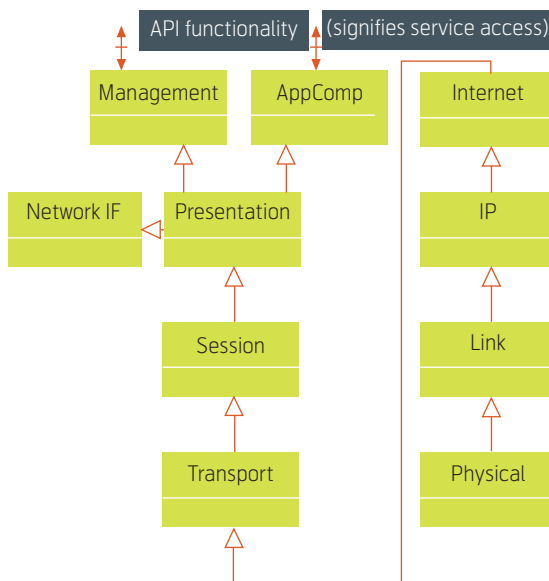 API functionality
(signifies service access)
Management
AppComp
Internet
Network IF
Presentation
IP
Session
Link
Transport
Physical